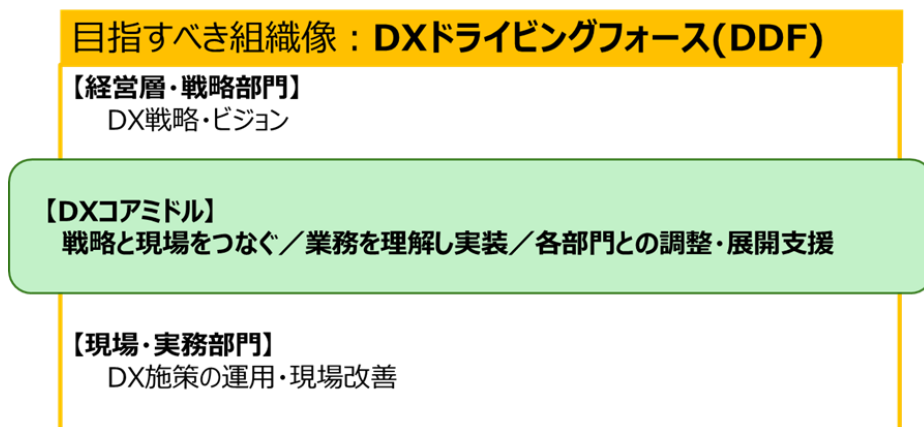 目指すべき組織像：DXドライビングフォース(DDF)
【経営層・戦略部門】
DX戦略・ビジョン
【DXコアミドル】
戦略と現場をつなぐ／業務を理解し実装／各部門との調整・展開支援
【現場・実務部門】
DX施策の運用・現場改善